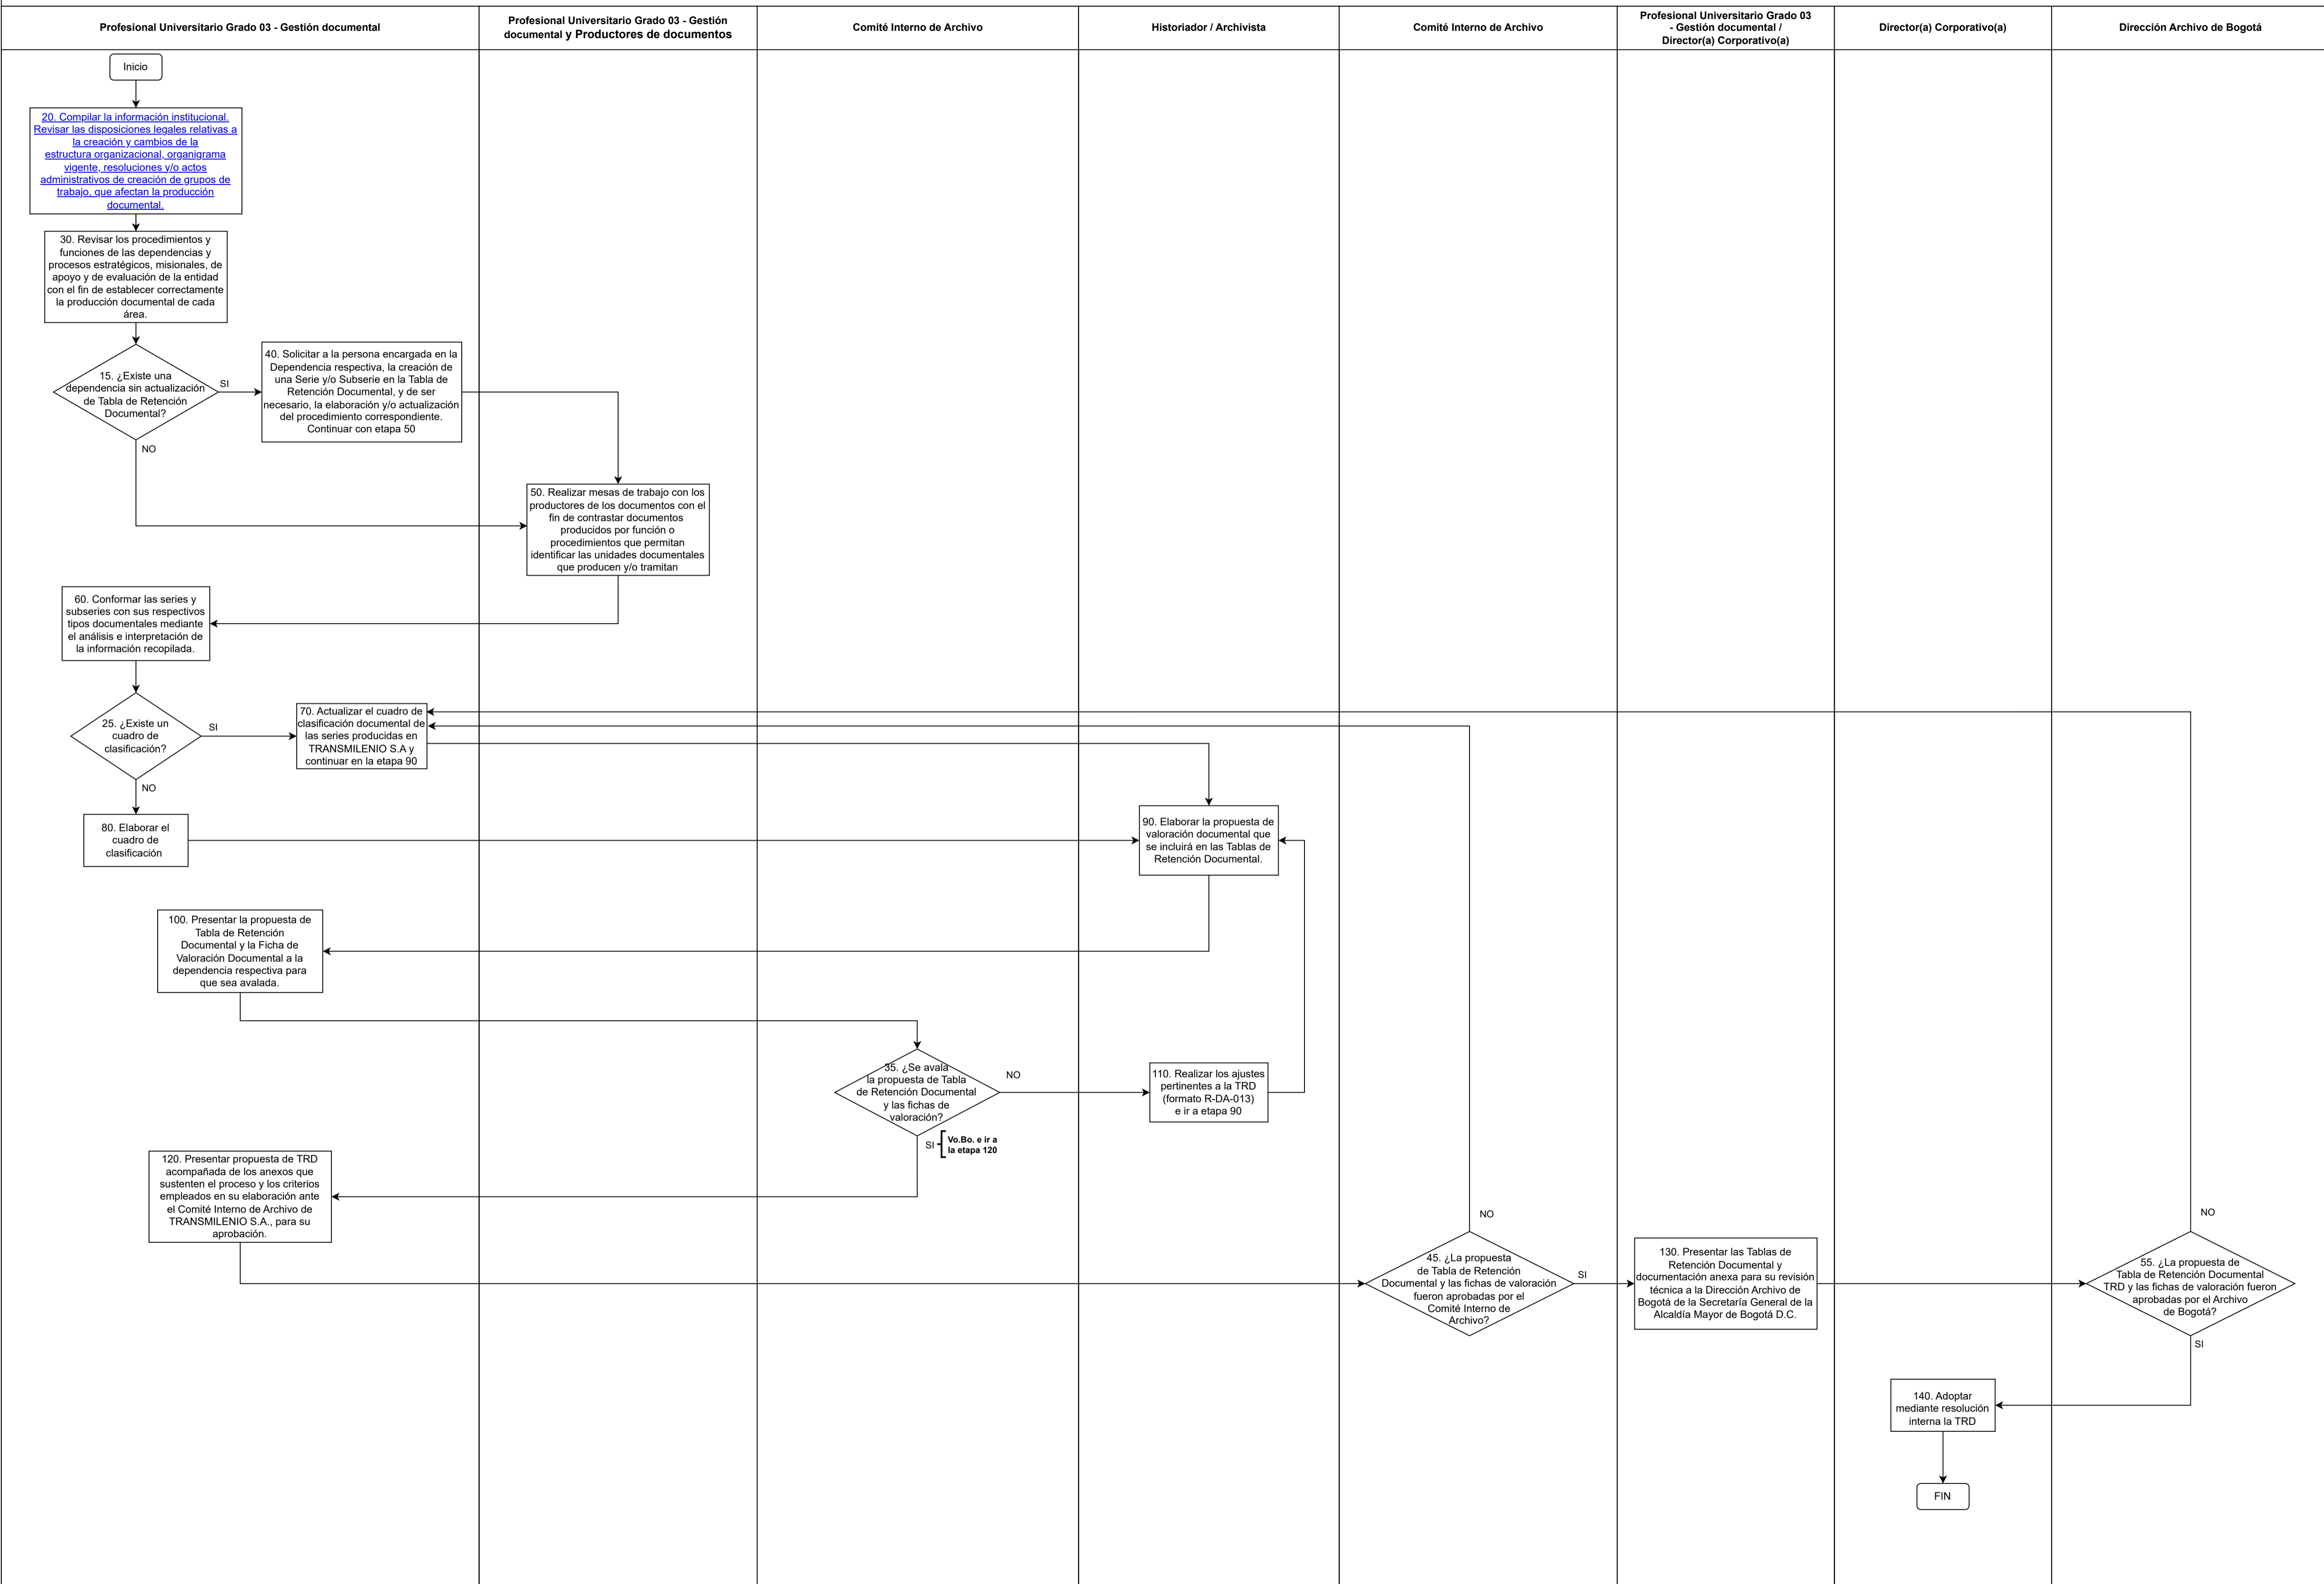 Profesional Universitario Grado 03 - Gestión documental
Profesional Universitario Grado 03 - Gestión
documental y Productores de documentos
Comité Interno de Archivo
Historiador / Archivista
Comité Interno de Archivo
Profesional Universitario Grado 03
- Gestión documental /
Director(a) Corporativo(a)
Director(a) Corporativo(a)
Dirección Archivo de Bogotá
Inicio
20. Compilar la información institucional.
Revisar las disposiciones legales relativas a
la creación y cambios de la
estructura organizacional, organigrama
vigente, resoluciones y/o actos
administrativos de creación de grupos de
trabajo, que afectan la producción
documental.
30. Revisar los procedimientos y
funciones de las dependencias y
procesos estratégicos, misionales, de
apoyo y de evaluación de la entidad
con el fin de establecer correctamente
la producción documental de cada
área.
15. ¿Existe una
dependencia sin actualización
de Tabla de Retención
Documental?
SI
NO
40. Solicitar a la persona encargada en la
Dependencia respectiva, la creación de
una Serie y/o Subserie en la Tabla de
Retención Documental, y de ser
necesario, la elaboración y/o actualización
del procedimiento correspondiente.
Continuar con etapa 50
50. Realizar mesas de trabajo con los
productores de los documentos con el
fin de contrastar documentos
producidos por función o
procedimientos que permitan
identificar las unidades documentales
que producen y/o tramitan
60. Conformar las series y
subseries con sus respectivos
tipos documentales mediante
el análisis e interpretación de
la información recopilada.
25. ¿Existe un
cuadro de
clasificación?
SI
NO
70. Actualizar el cuadro de
clasificación documental de
las series producidas en
TRANSMILENIO S.A y
continuar en la etapa 90
80. Elaborar el
cuadro de
clasificación
90. Elaborar la propuesta de
valoración documental que
se incluirá en las Tablas de
Retención Documental.
100. Presentar la propuesta de
Tabla de Retención
Documental y la Ficha de
Valoración Documental a la
dependencia respectiva para
que sea avalada.
35. ¿Se avala
la propuesta de Tabla
de Retención Documental
y las fichas de
valoración?
NO
SI
Vo.Bo. e ir a
la etapa 120
110. Realizar los ajustes
pertinentes a la TRD
(formato R-DA-013)
e ir a etapa 90
120. Presentar propuesta de TRD
acompañada de los anexos que
sustenten el proceso y los criterios
empleados en su elaboración ante
el Comité Interno de Archivo de
TRANSMILENIO S.A., para su
aprobación.
NO
45. ¿La propuesta
de Tabla de Retención
Documental y las fichas de valoración
fueron aprobadas por el
Comité Interno de
Archivo?
SI
130. Presentar las Tablas de
Retención Documental y
documentación anexa para su revisión
técnica a la Dirección Archivo de
Bogotá de la Secretaría General de la
Alcaldía Mayor de Bogotá D.C.
NO
55. ¿La propuesta de
Tabla de Retención Documental
TRD y las fichas de valoración fueron
aprobadas por el Archivo
de Bogotá?
SI
140. Adoptar
mediante resolución
interna la TRD
FIN